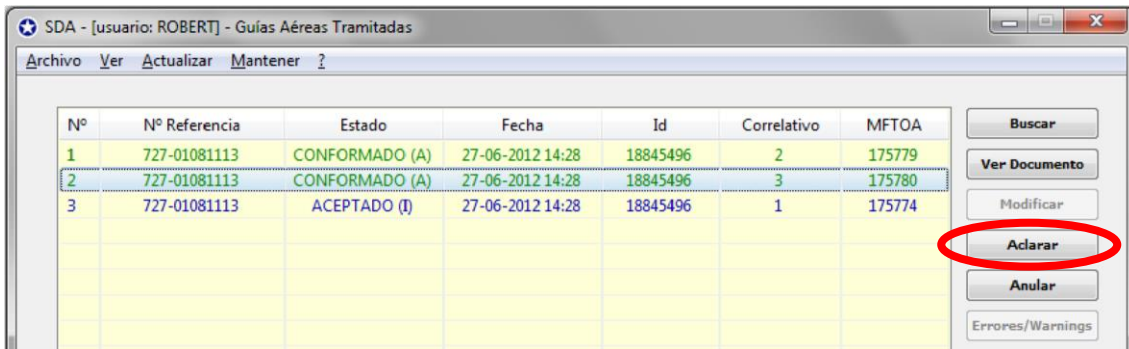 SDA - [usuario: ROBERT] - Guías Aéreas Tramitadas
Archivo Ver Actualizar Mantener ?
Nº Nº Referencia Estado Fecha Id Correlativo MFTOA
1 727-01081113 CONFORMADO (A) 27-06-2012 14:28 18845496 2 175779
2 727-01081113 CONFORMADO (A) 27-06-2012 14:28 18845496 3 175780
3 727-01081113 ACEPTADO (I) 27-06-2012 14:28 18845496 1 175774
Buscar
Ver Documento
Modificar
Aclarar
Anular
Errores/Warnings